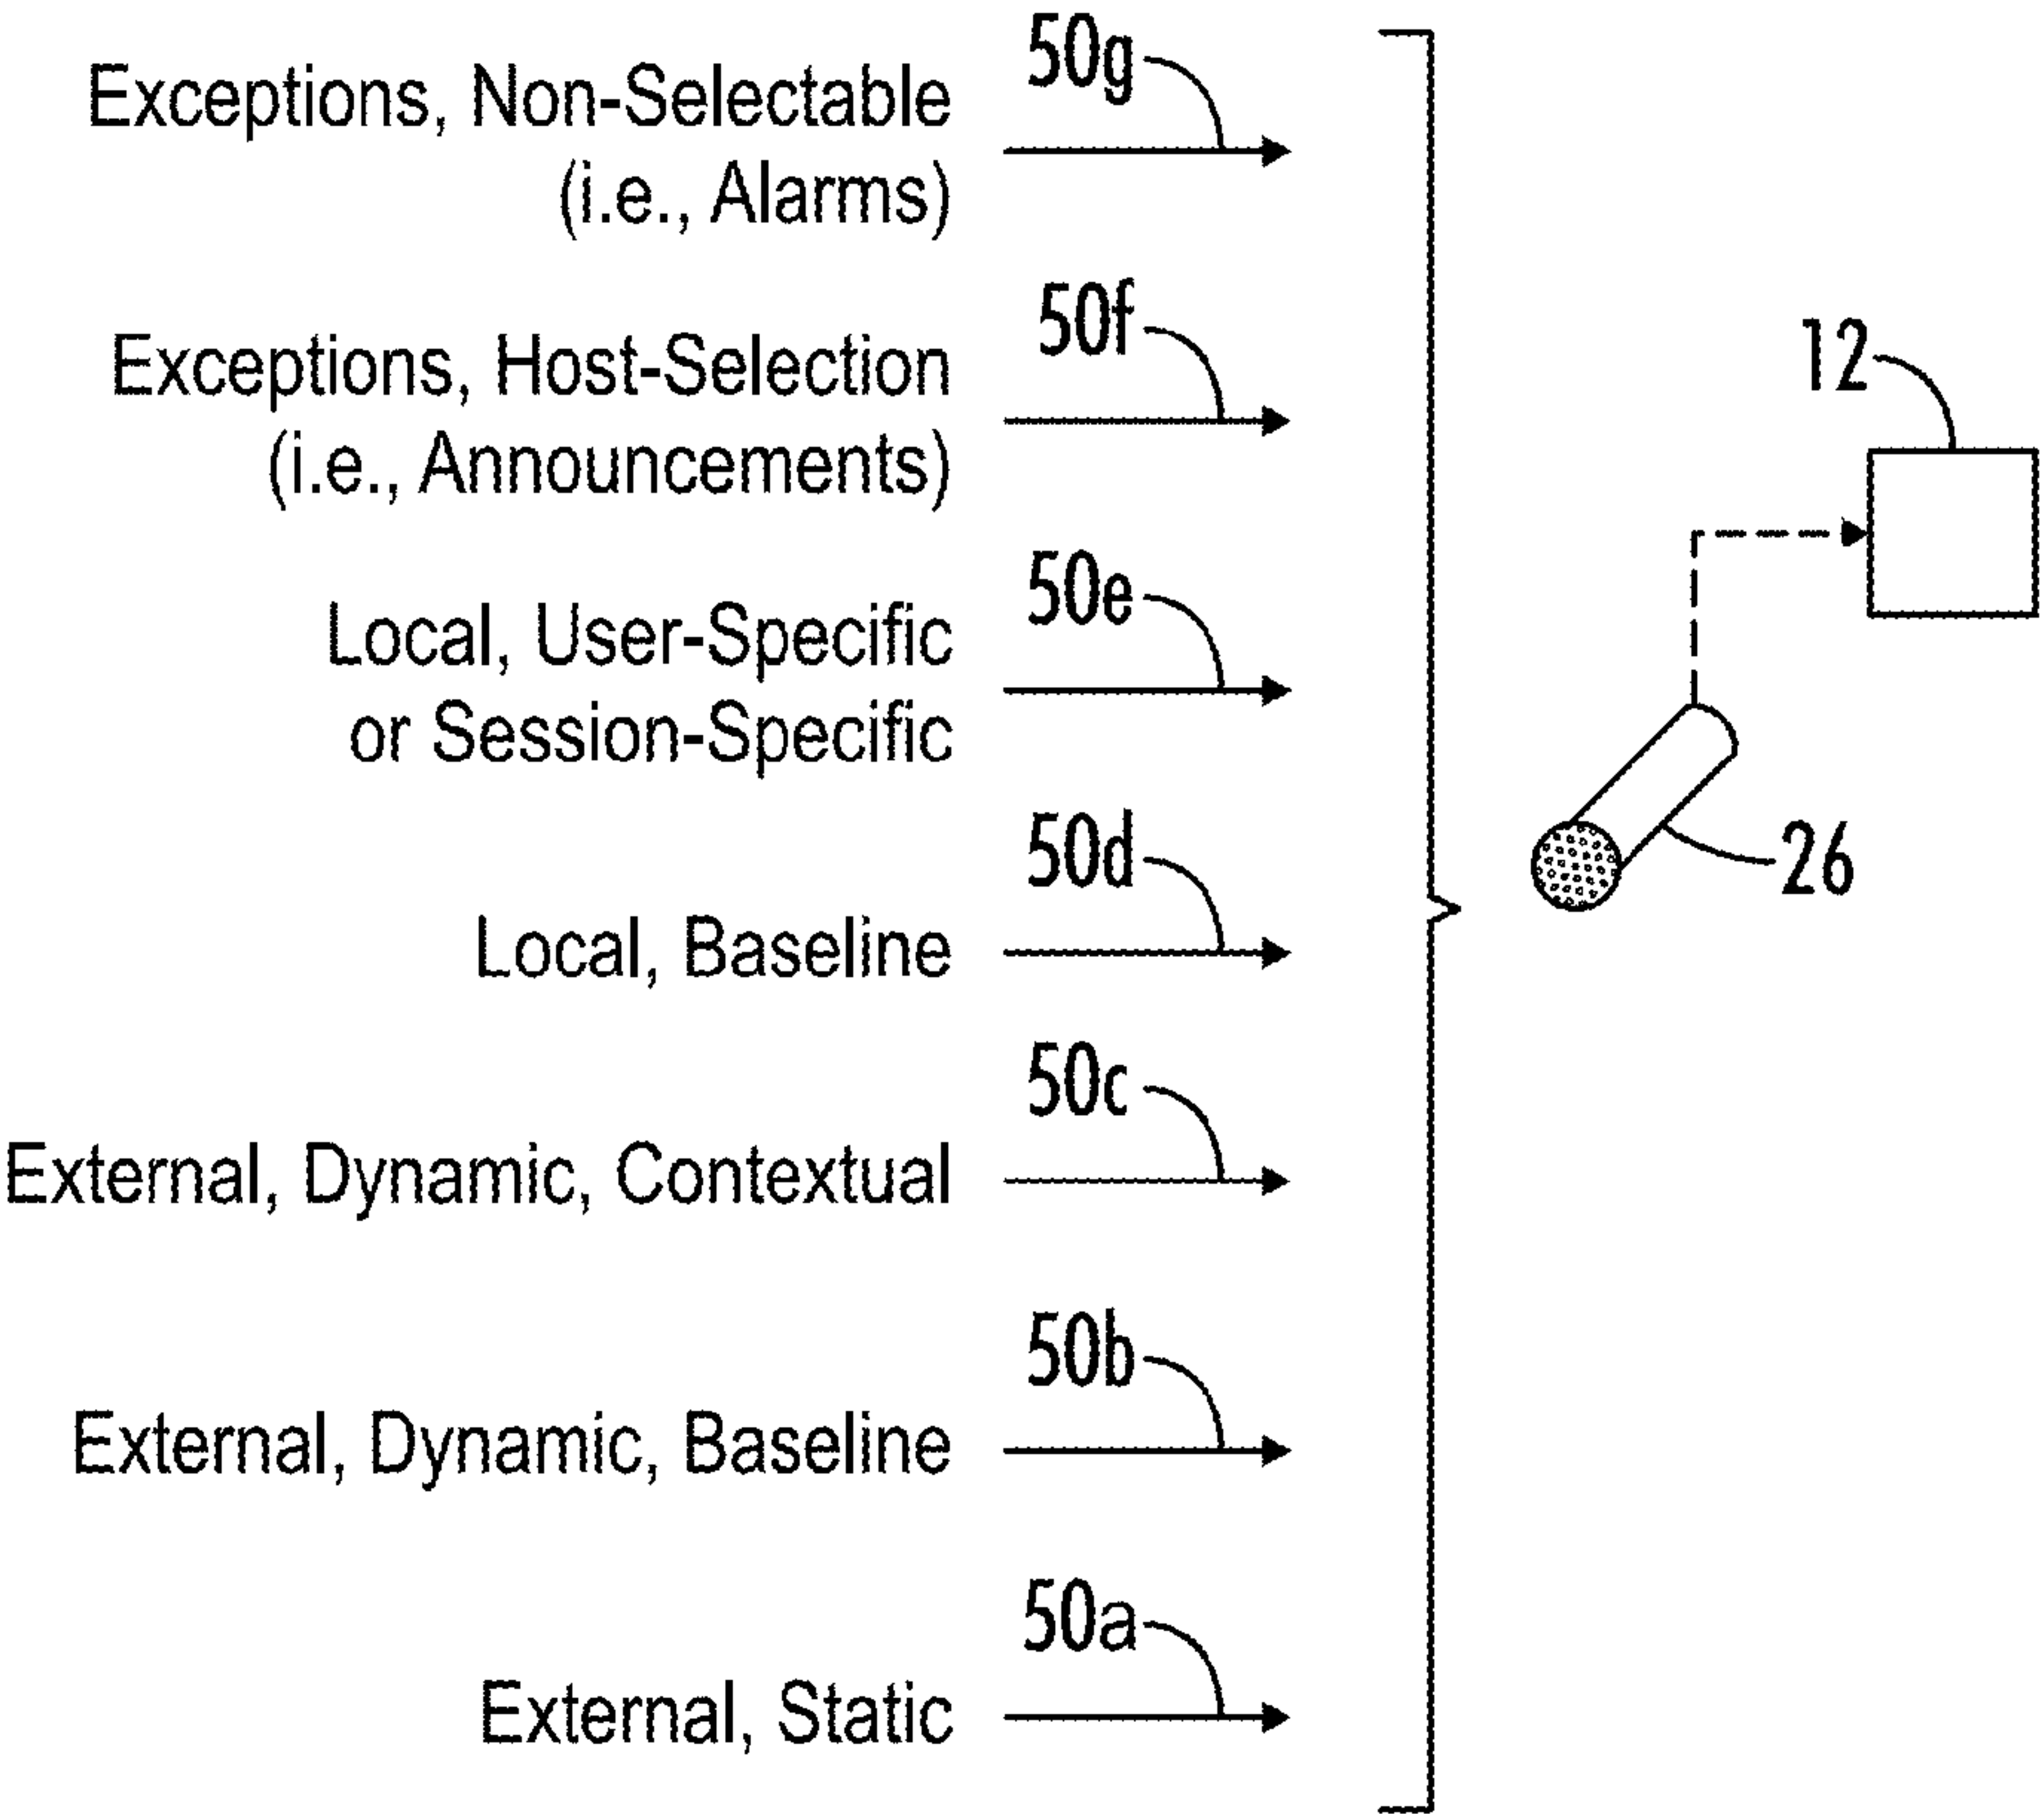 50g
Exceptions, Non-Selectable
(i.e., Alarms)
50f
Exceptions, Host-Selection
(i.e., Announcements)
12
50e
Local, User-Specific
or Session-Specific
50d
26
Local, Baseline
50c
External, Dynamic, Contextual
50b
External, Dynamic, Baseline
50a
External, Static